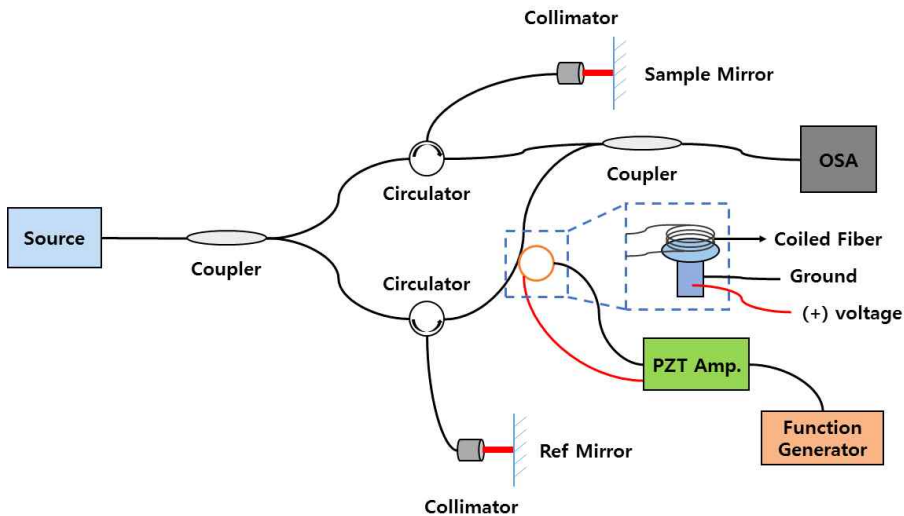 Collimator
Sample Mirror
Circulator
Coupler
OSA
Source
Coupler
Circulator
Coiled Fiber
Ground
(+) voltage
PZT Amp.
Function
Generator
Ref Mirror
Collimator